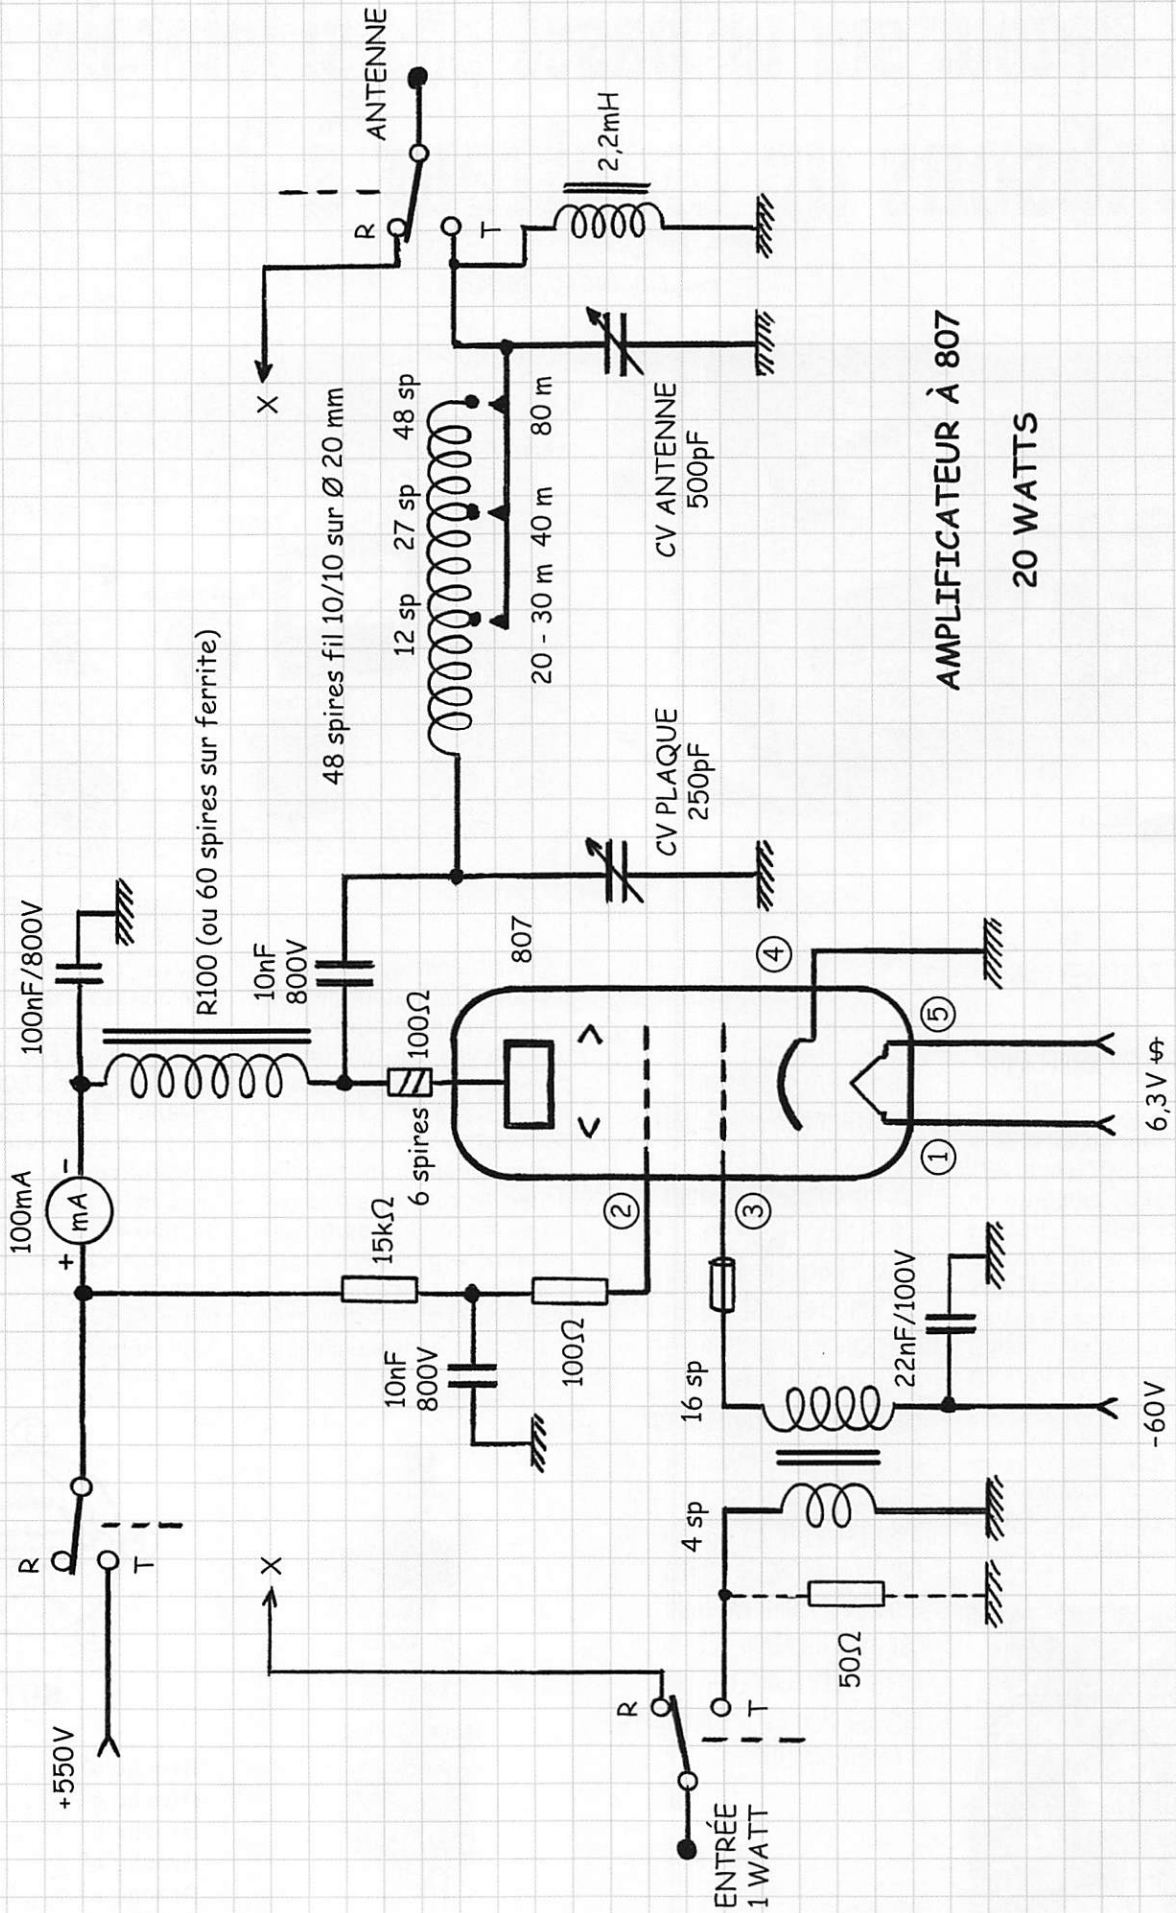 +550V
R
T
100mA
+
-
mA
100nF/800V
R100 (ou 60 spires sur ferrite)
10nF
800V
15kΩ
6 spires
100Ω
10nF
800V
100Ω
807
2
3
4
5
1
6,3V
16 sp
4 sp
22nF/100V
-60V
50Ω
X
R
T
ENTRÉE
1 WATT
48 spires fil 10/10 sur Ø 20 mm
12 sp
27 sp
48 sp
20 - 30 m
40 m
80 m
CV PLAQUE
250pF
CV ANTENNE
500pF
X
R
T
ANTENNE
2,2mH
AMPLIFICATEUR À 807
20 WATTS